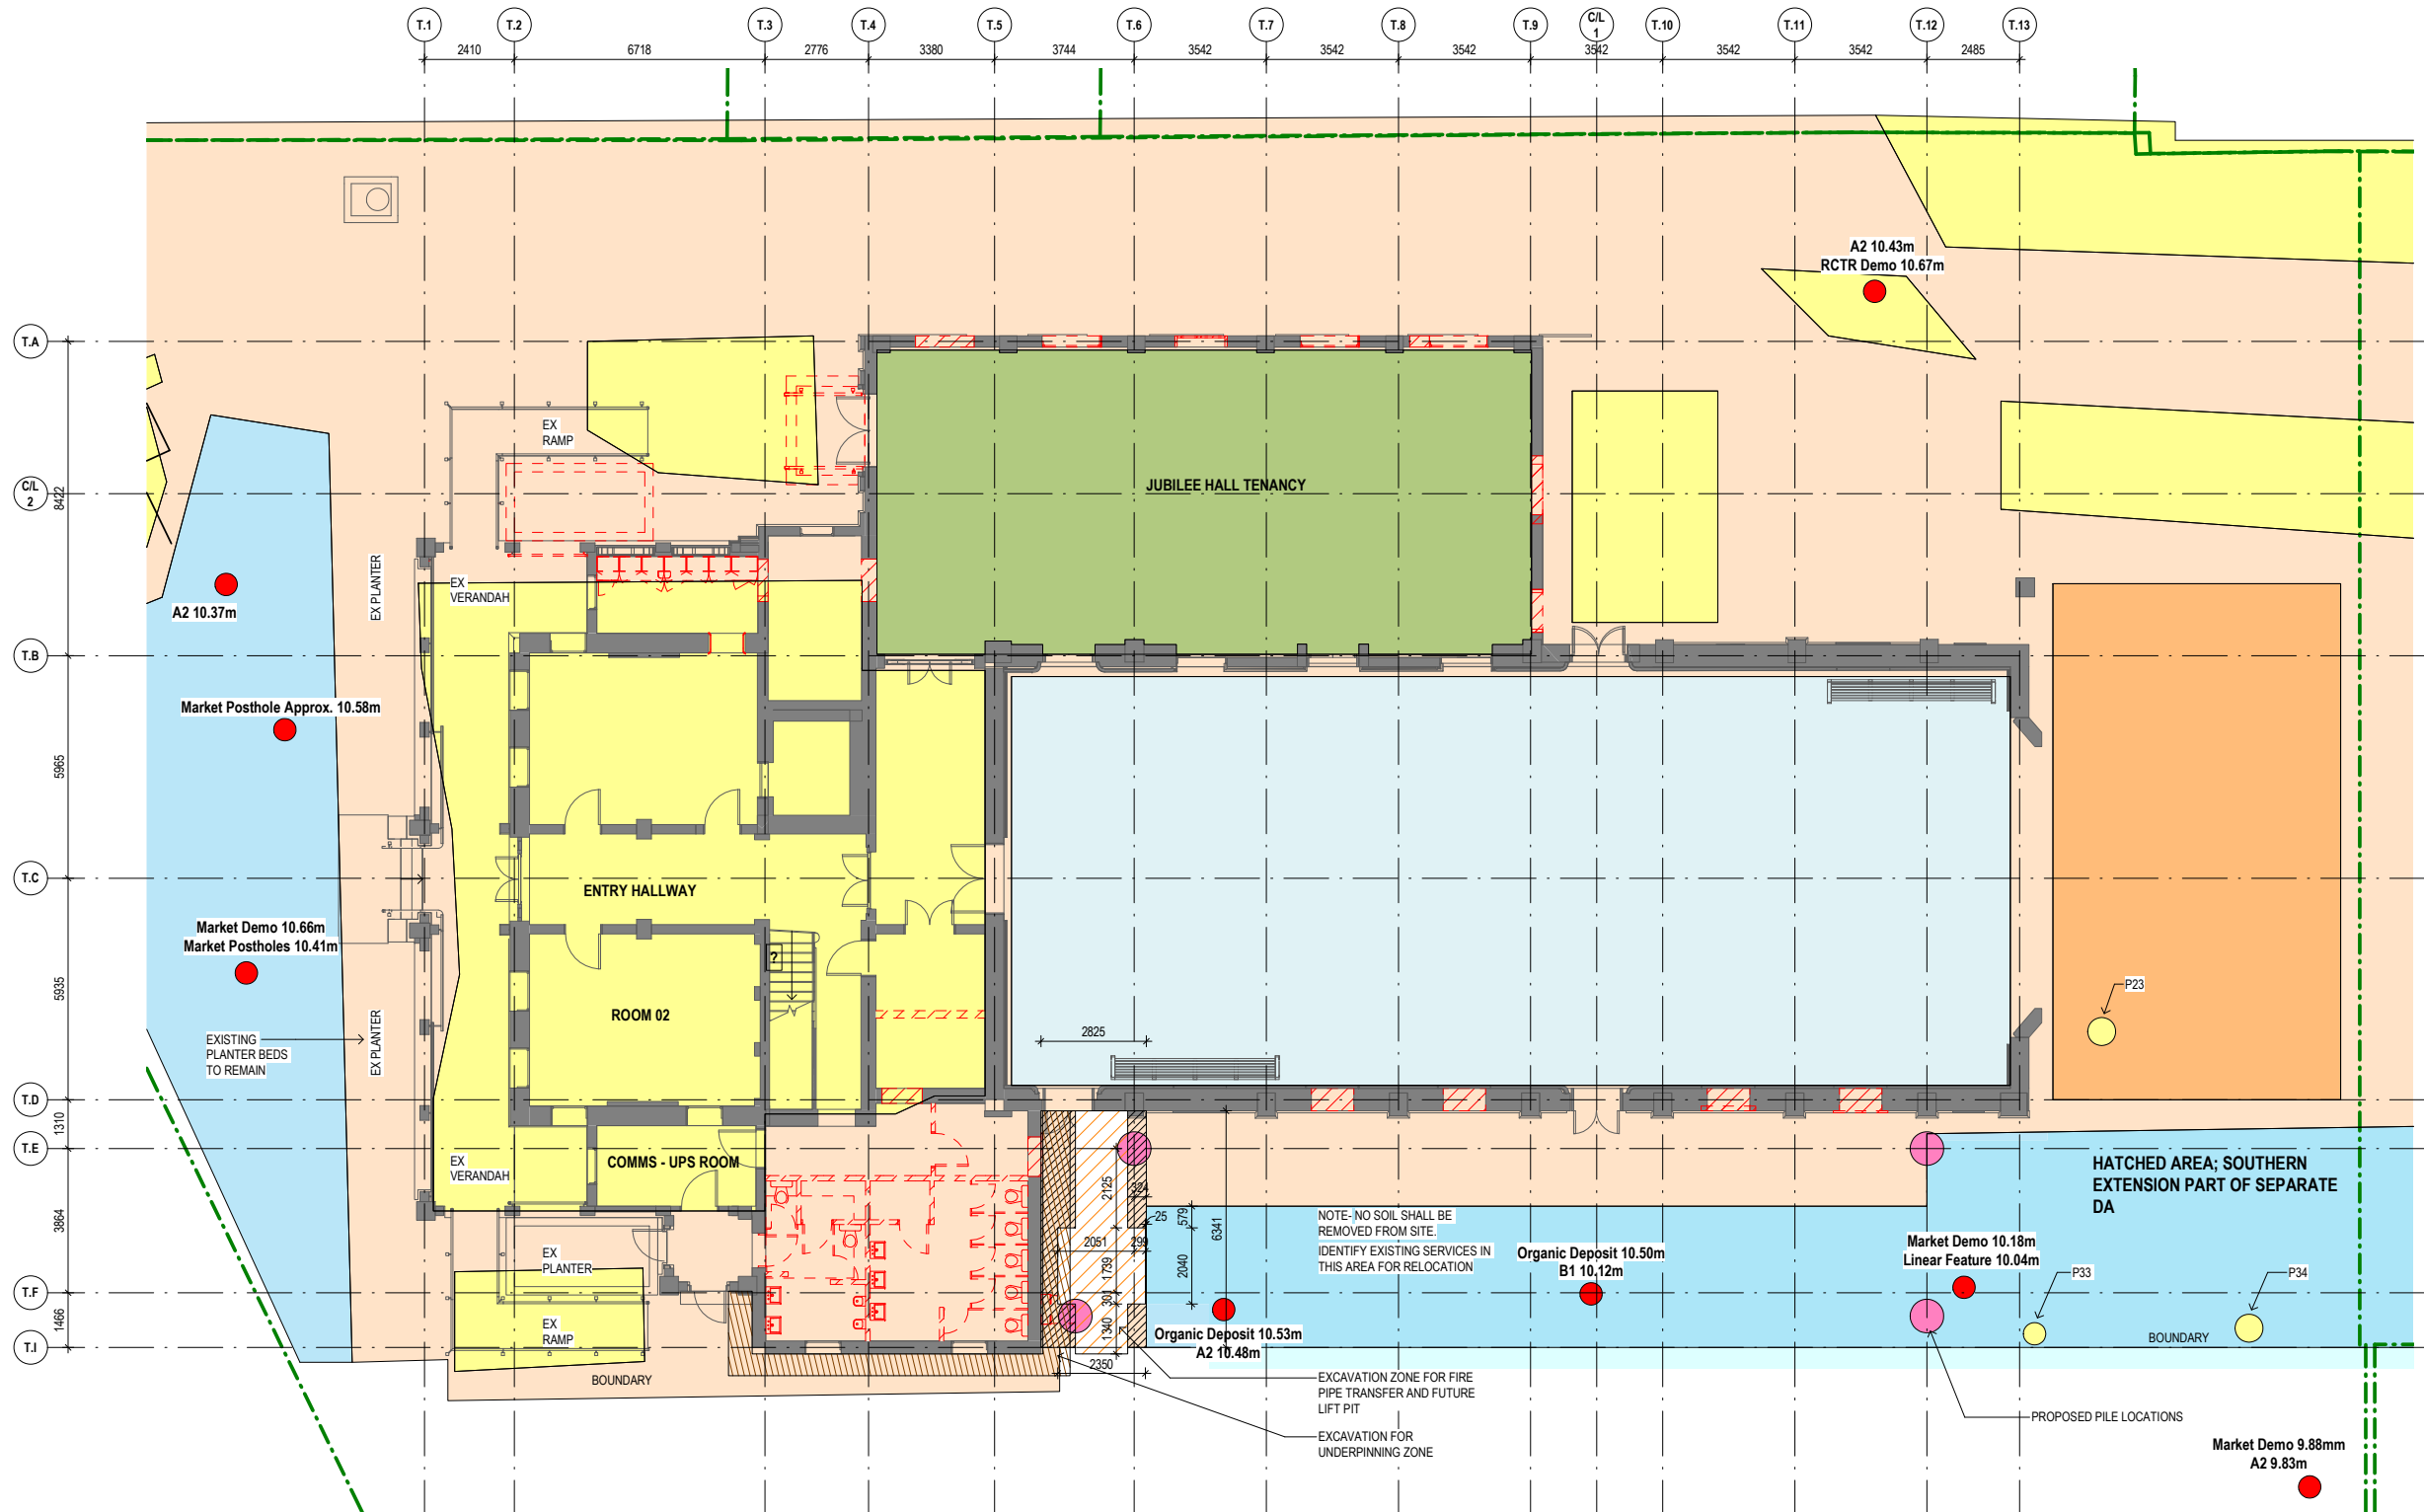 T.1
T.2
T.3
T.4
T.5
T.6
T.7
T.8
T.9
C/L
1
T.10
T.11
T.12
T.13
2410
6718
2776
3380
3744
3542
3542
3542
3542
3542
3542
2485
A2 10.43m
RCTR Demo 10.67m
T.A
EX
RAMP
C/L
2
8422
JUBILEE HALL TENANCY
EX PLANTER
EX
VERANDAH
A2 10.37m
T.B
Market Posthole Approx. 10.58m
5965
T.C
ENTRY HALLWAY
Market Demo 10.66m
Market Postholes 10.41m
?
5935
P23
ROOM 02
EXISTING
PLANTER BEDS
TO REMAIN
EX PLANTER
2825
T.D
1310
T.E
EX
VERANDAH
COMMS - UPS ROOM
HATCHED AREA; SOUTHERN
EXTENSION PART OF SEPARATE
DA
2125
324
579
25
6341
3864
NOTE- NO SOIL SHALL BE
REMOVED FROM SITE.
IDENTIFY EXISTING SERVICES IN
THIS AREA FOR RELOCATION
2051
299
1739
2040
EX
PLANTER
Organic Deposit 10.50m
B1 10.12m
Market Demo 10.18m
Linear Feature 10.04m
P33
P34
T.F
301
1466
EX
RAMP
1340
Organic Deposit 10.53m
A2 10.48m
BOUNDARY
T.I
2350
BOUNDARY
EXCAVATION ZONE FOR FIRE
PIPE TRANSFER AND FUTURE
LIFT PIT
PROPOSED PILE LOCATIONS
EXCAVATION FOR
UNDERPINNING ZONE
Market Demo 9.88mm
A2 9.83m